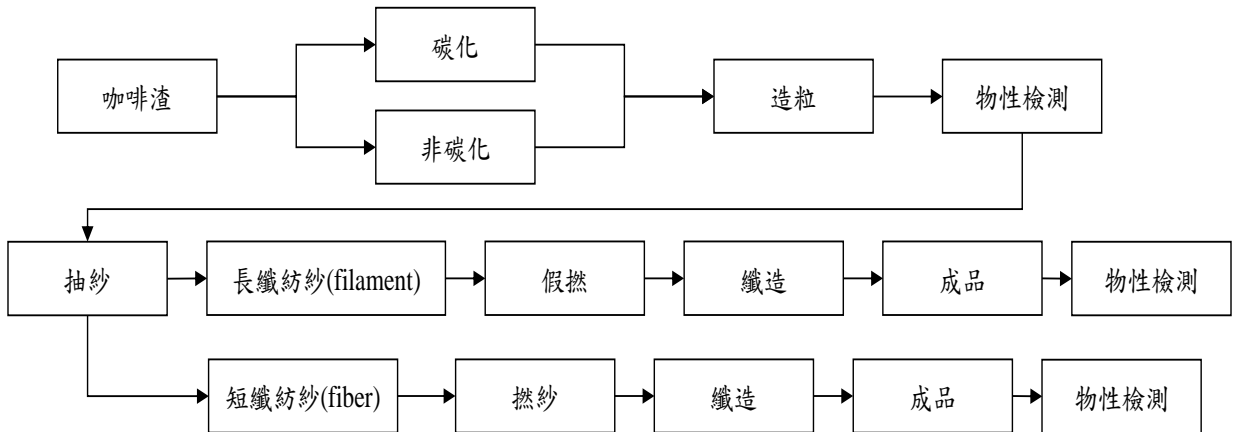 碳化
咖啡渣
造粒
物性檢測
非碳化
抽紗
長纖紡紗(filament)
假撚
纖造
成品
物性檢測
短纖紡紗(fiber)
撚紗
纖造
成品
物性檢測